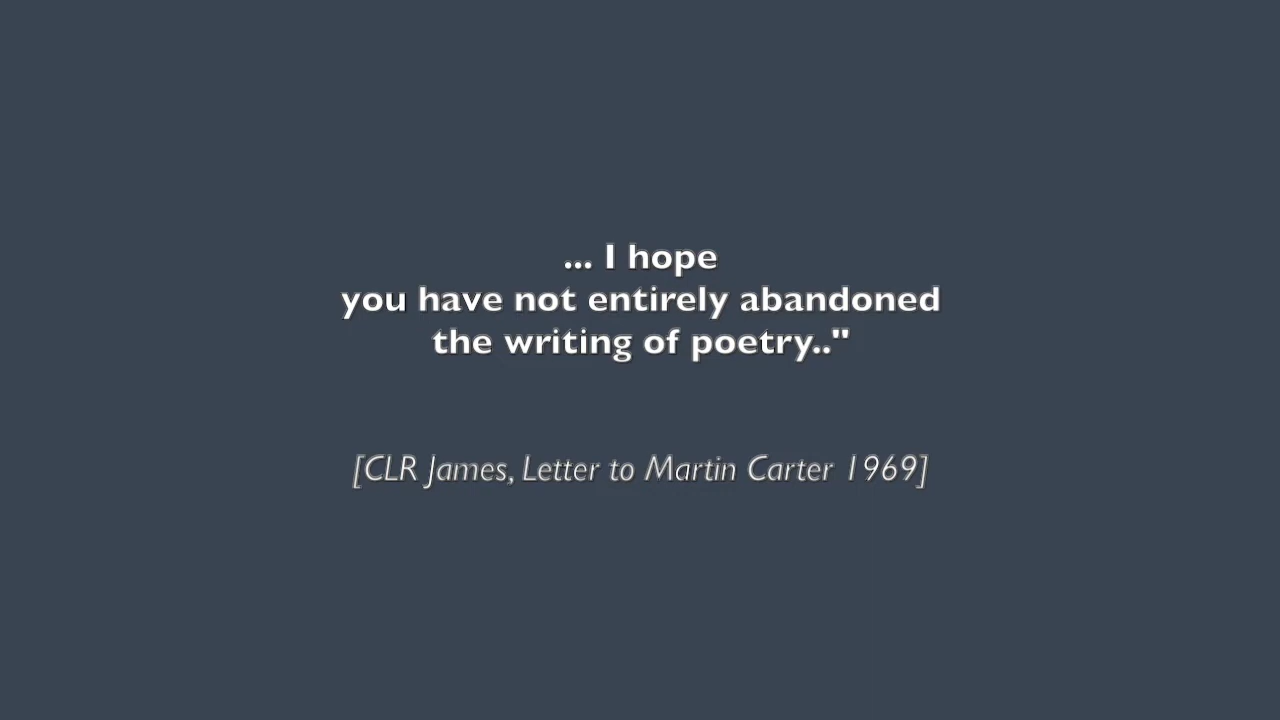 ... I hope
you have not entirely abandoned
the writing of poetry.."
[CLR James, Letter to Martin Carter 1969]